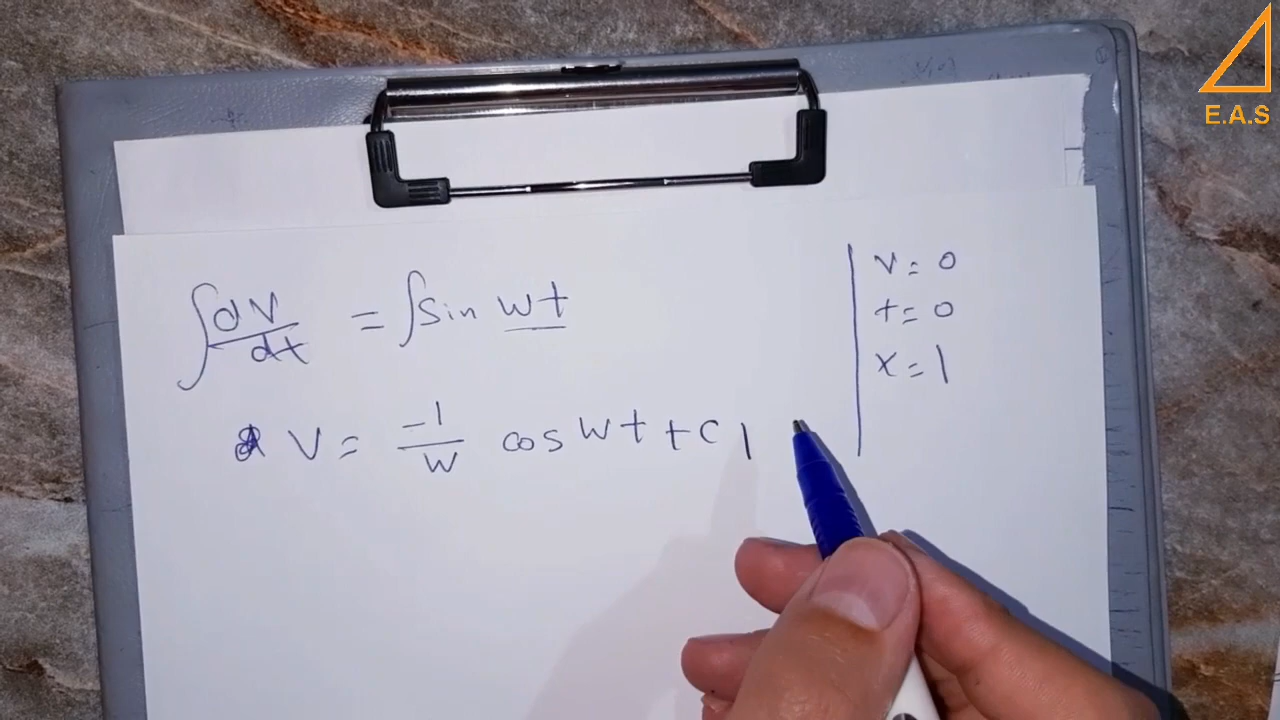 ∫dV/dt = ∫sin wt
V = -1/w cos wt + c1
v = 0
t = 0
x = 1
E.A.S